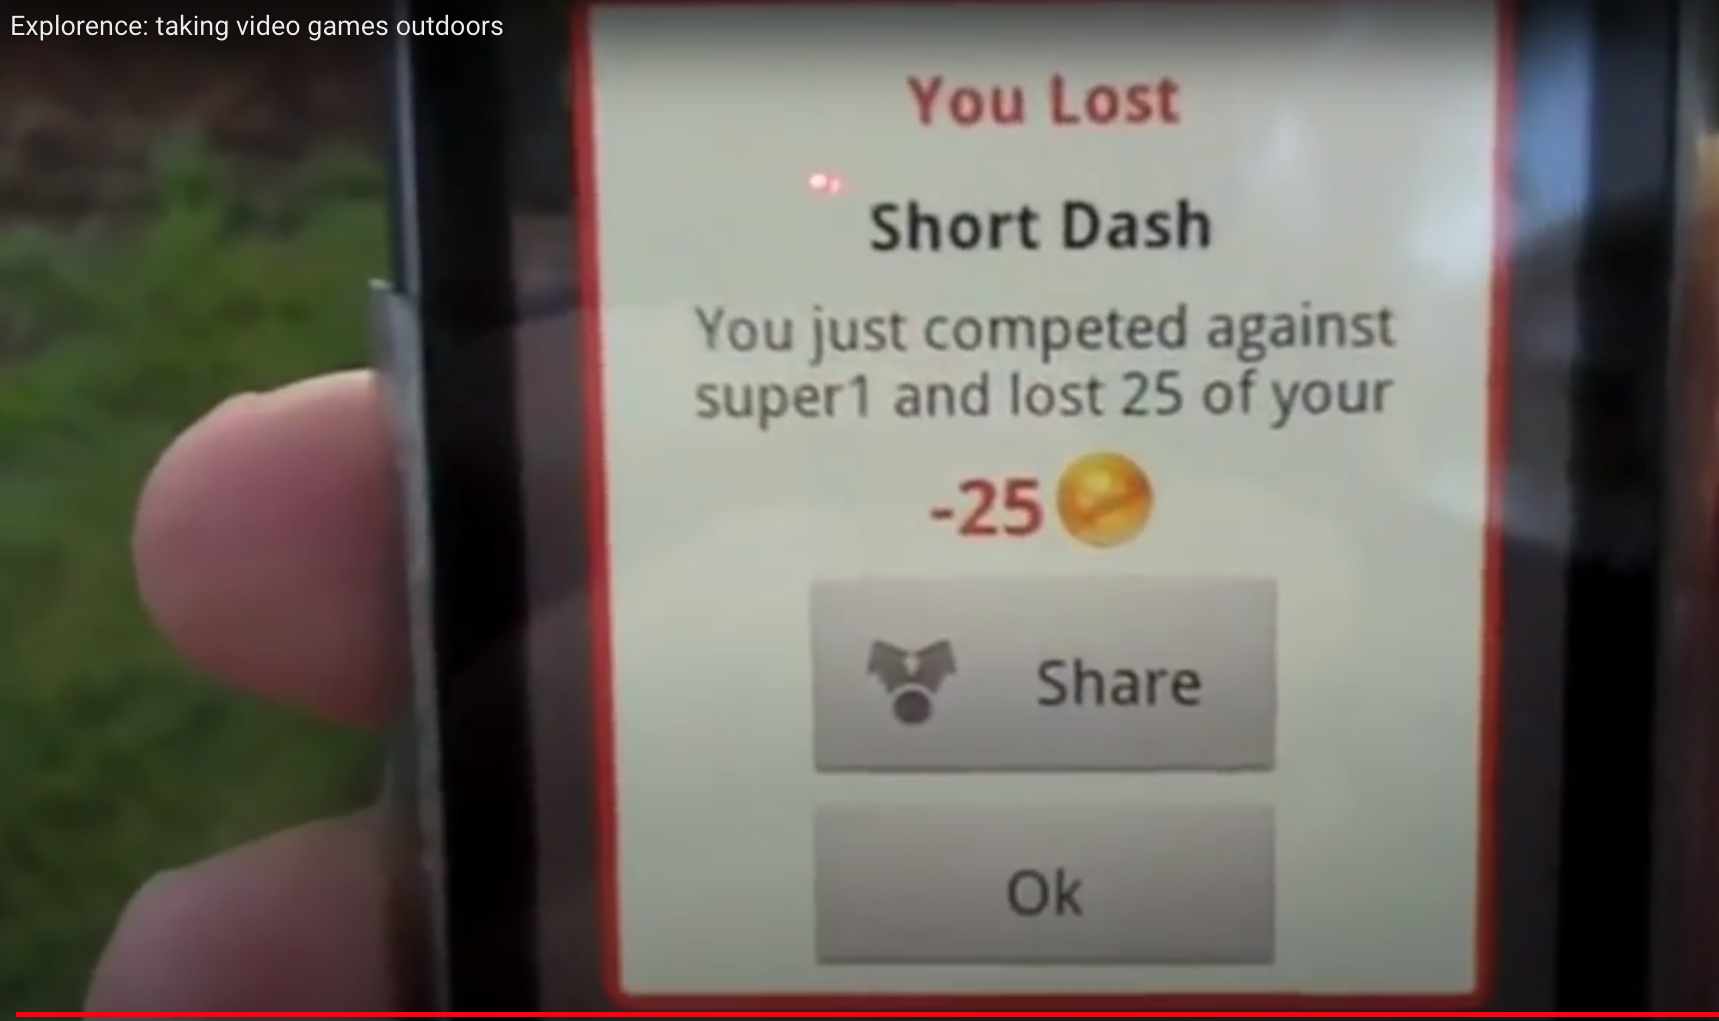 Explorence: taking video games outdoors
You Lost
Short Dash
You just competed against
super1 and lost 25 of your
-25
Share
Ok